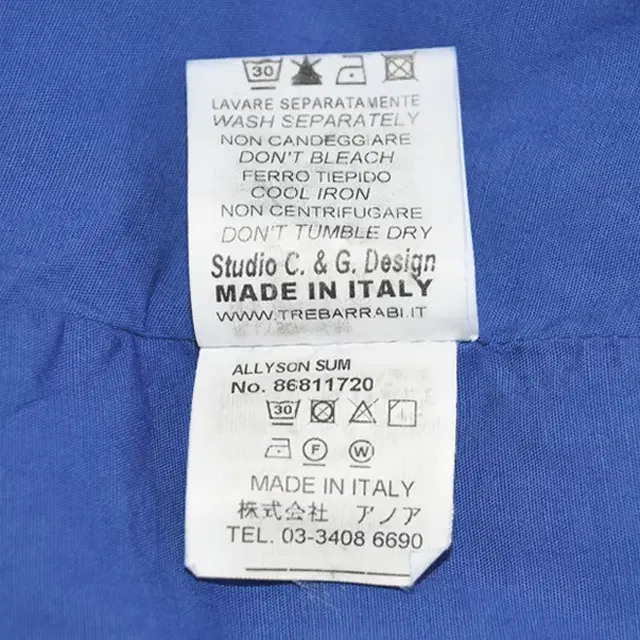 30
LAVARE SEPARATAMENTE
WASH SEPARATELY
NON CANDEGGIARE
DON'T BLEACH
FERRO TIEPIDO
COOL IRON
NON CENTRIFUGARE
DON'T TUMBLE DRY
Studio C. & G. Design
MADE IN ITALY
WWW.TREBARRABI.IT
ALLYSON SUM
No. 86811720
30
F W
MADE IN ITALY
株式会社 アノア
TEL. 03-3408 6690